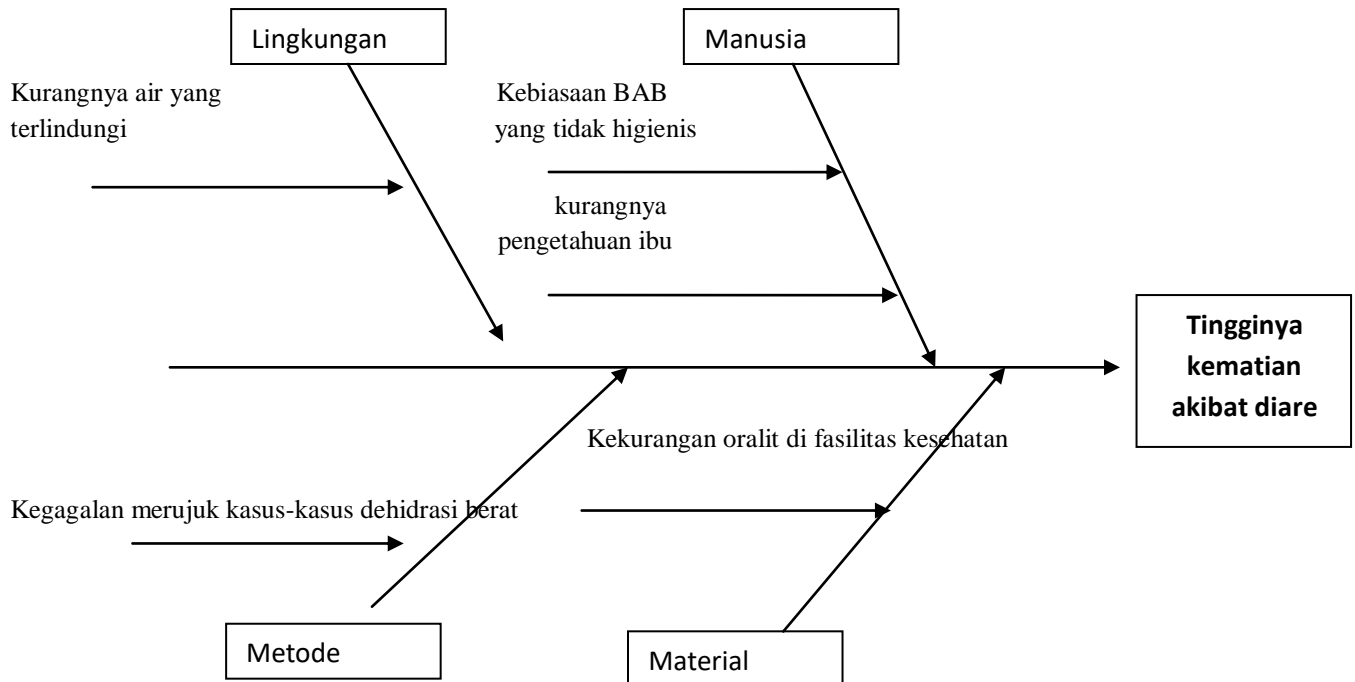 Lingkungan
Manusia
Kurangnya air yang
terlindungi
Kebiasaan BAB
yang tidak higienis
kurangnya
pengetahuan ibu
Tingginya
kematian
akibat diare
Kekurangan oralit di fasilitas kesehatan
Kegagalan merujuk kasus-kasus dehidrasi berat
Metode
Material